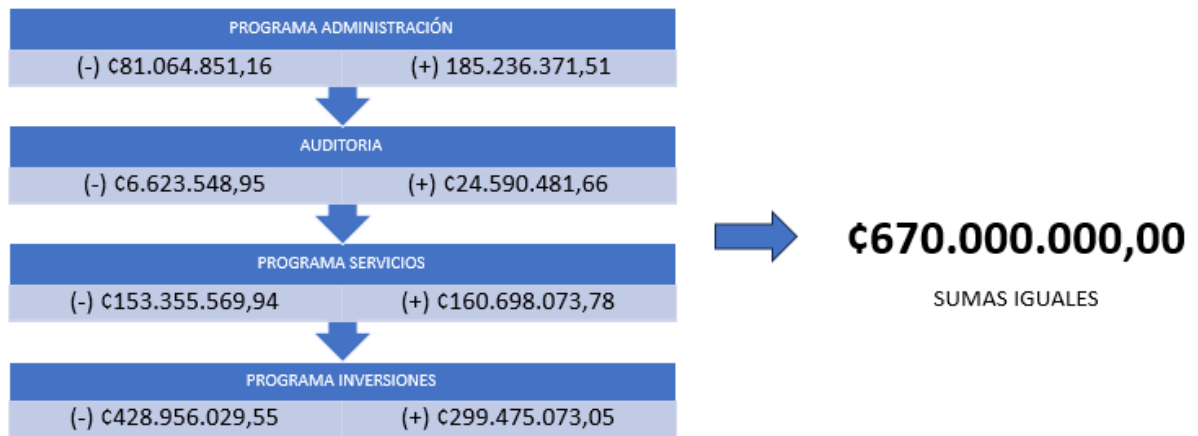 PROGRAMA ADMINISTRACIÓN
(-) ¢81.064.851,16 (+) 185.236.371,51
AUDITORIA
(-) ¢6.623.548,95 (+) ¢24.590.481,66
PROGRAMA SERVICIOS
(-) ¢153.355.569,94 (+) ¢160.698.073,78
PROGRAMA INVERSIONES
(-) ¢428.956.029,55 (+) ¢299.475.073,05
¢670.000.000,00
SUMAS IGUALES